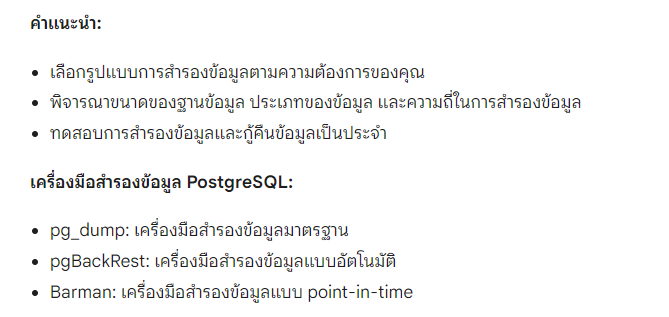 คำแนะนำ:
• เลือกรูปแบบการสำรองข้อมูลตามความต้องการของคุณ
• พิจารณาขนาดของฐานข้อมูล ประเภทของข้อมูล และความถี่ในการสำรองข้อมูล
• ทดสอบการสำรองข้อมูลและกู้คืนข้อมูลเป็นประจำ
เครื่องมือสำรองข้อมูล PostgreSQL:
• pg_dump: เครื่องมือสำรองข้อมูลมาตรฐาน
• pgBackRest: เครื่องมือสำรองข้อมูลแบบอัตโนมัติ
• Barman: เครื่องมือสำรองข้อมูลแบบ point-in-time